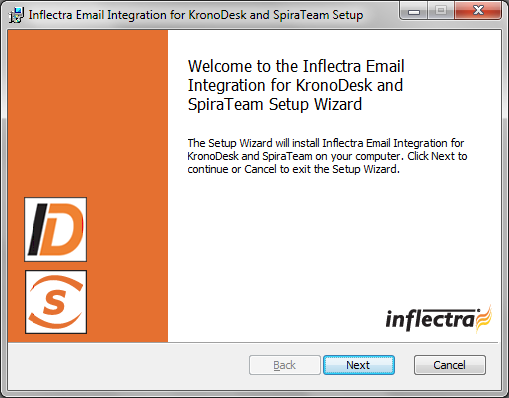 Inflectra Email Integration for KronoDesk and SpiraTeam Setup
Welcome to the Inflectra Email
Integration for KronoDesk and
SpiraTeam Setup Wizard
The Setup Wizard will install Inflectra Email Integration for
KronoDesk and SpiraTeam on your computer. Click Next to
continue or Cancel to exit the Setup Wizard.
D
S
inflectra
Back Next Cancel